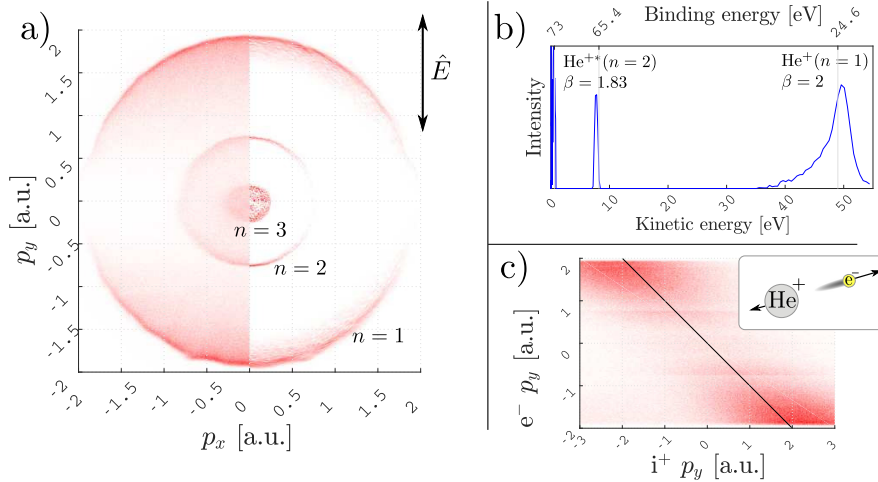 a)
2
1.5
1
0.5
0
-0.5
-1
-1.5
-2
p_y [a.u.]
-2
-1.5
-1
-0.5
0
0.5
1
1.5
2
p_x [a.u.]
Ê
n = 3
n = 2
n = 1
b)
Binding energy [eV]
73
65.4
24.6
He⁺*(n = 2)
β = 1.83
He⁺(n = 1)
β = 2
Intensity
0
10
20
30
40
50
Kinetic energy [eV]
c)
2
1
0
-1
-2
e⁻ p_y [a.u.]
-3
-2
-1
0
1
2
3
i⁺ p_y [a.u.]
He⁺
e⁻